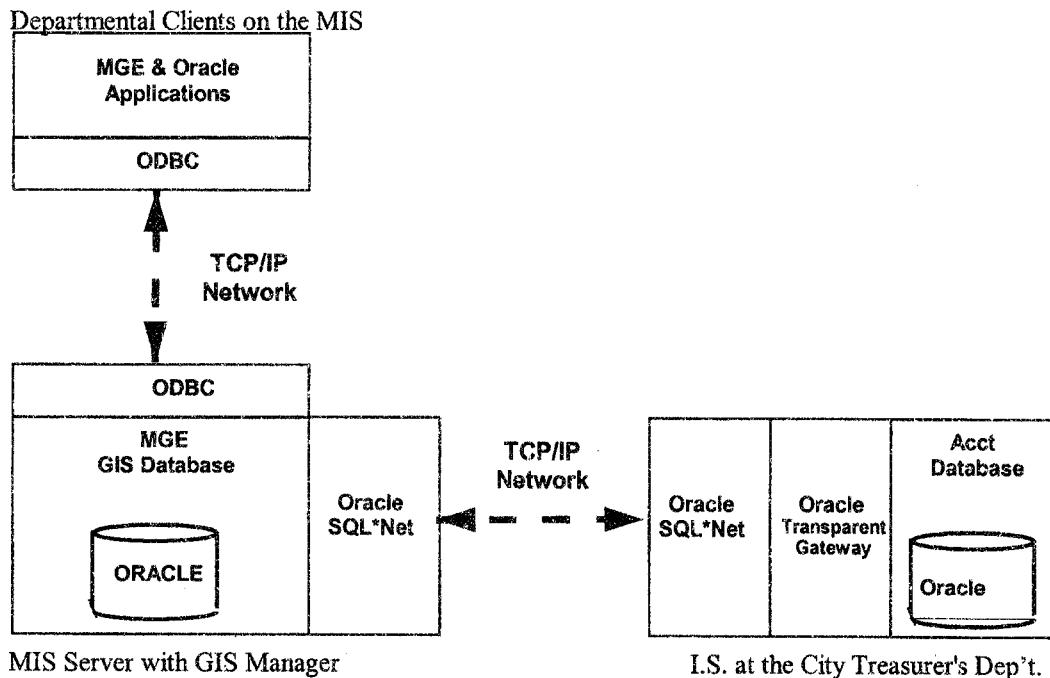 Departmental Clients on the MIS
MGE & Oracle
Applications
ODBC
TCP/IP
Network
ODBC
MGE
GIS Database
ORACLE
Oracle
SQL*Net
TCP/IP
Network
Oracle
SQL*Net
Oracle
Transparent
Gateway
Acct
Database
Oracle
MIS Server with GIS Manager
I.S. at the City Treasurer's Dep't.